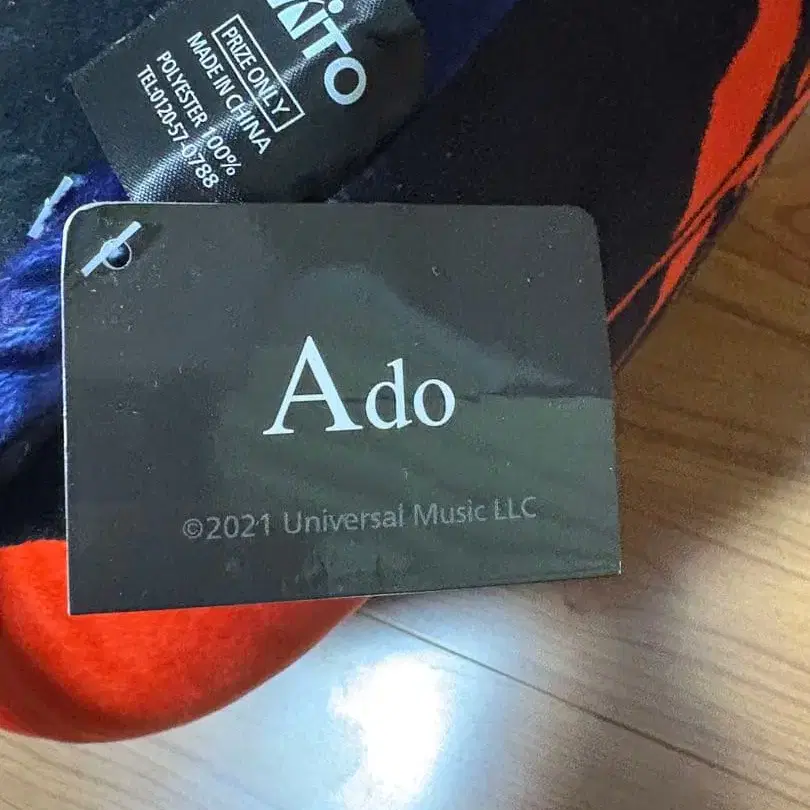 PRIZE ONLY
MADE IN CHINA
POLYESTER 100%
TEL:0120-57-0788
Ado
©2021 Universal Music LLC